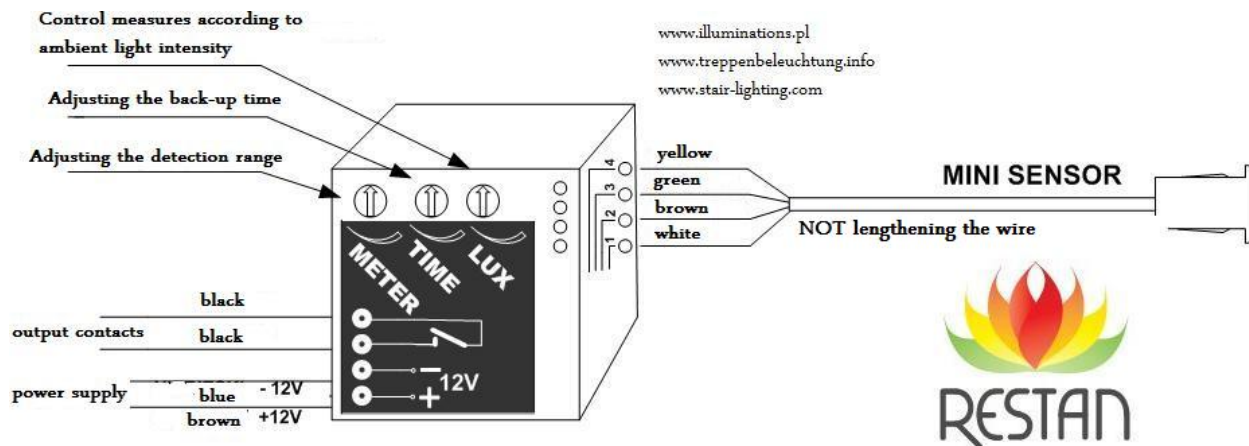 Control measures according to
ambient light intensity
Adjusting the back-up time
Adjusting the detection range
www.illuminations.pl
www.treppenbeleuchtung.info
www.stair-lighting.com
4 yellow
3 green
2 brown
1 white
MINI SENSOR
NOT lengthening the wire
METER
TIME
LUX
black
output contacts
black
power supply
blue - 12V
brown +12V
− 12V
+
RESTAN